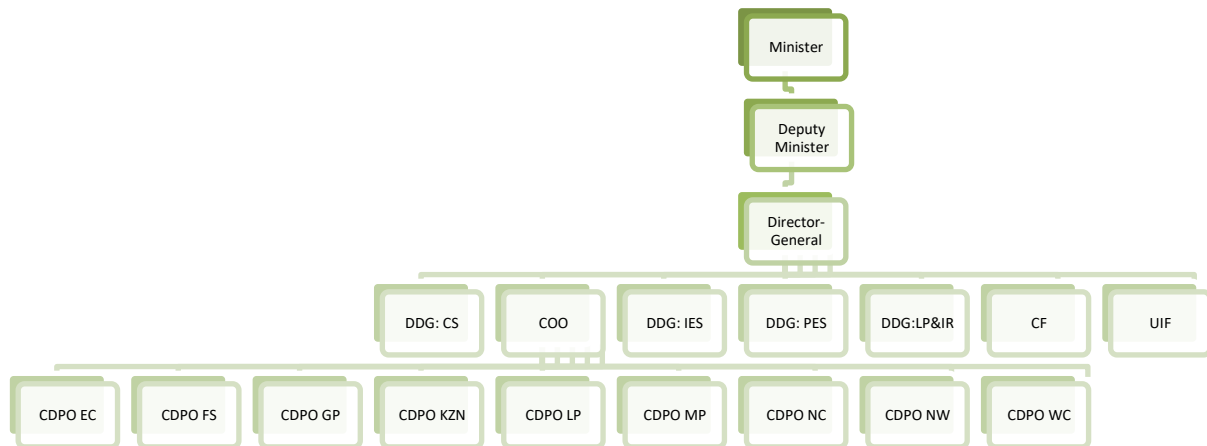 Minister
Deputy
Minister
Director-
General
DDG: CS
COO
DDG: IES
DDG: PES
DDG:LP&IR
CF
UIF
CDPO EC
CDPO FS
CDPO GP
CDPO KZN
CDPO LP
CDPO MP
CDPO NC
CDPO NW
CDPO WC